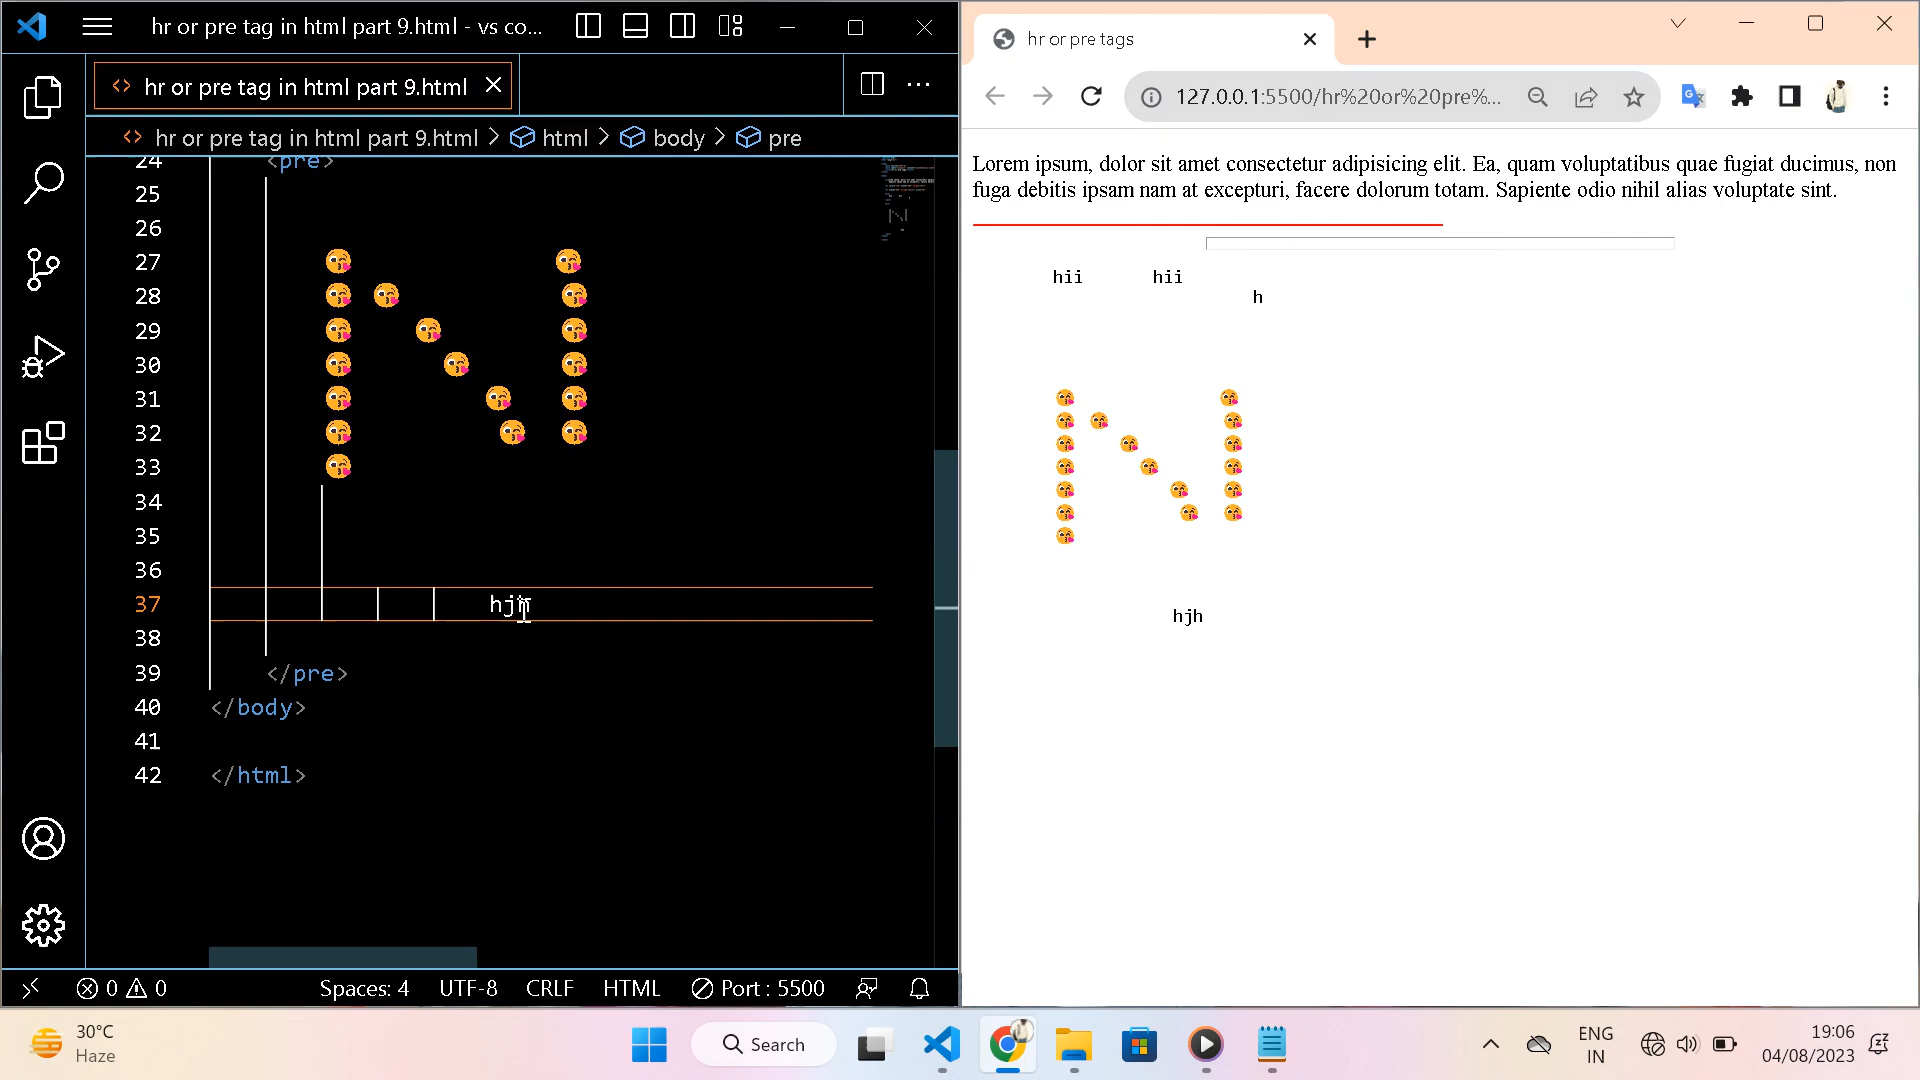 hr or pre tag in html part 9.html - vs co...
hr or pre tag in html part 9.html
hr or pre tag in html part 9.html > html > body > pre
24 <pre>
25
26
27 😘 😘
28 😘 😘 😘
29 😘 😘 😘
30 😘 😘 😘
31 😘 😘 😘
32 😘 😘 😘
33 😘
34
35
36
37 hjh
38
39 </pre>
40 </body>
41
42 </html>
0 0 Spaces: 4 UTF-8 CRLF HTML Port : 5500
hr or pre tags
127.0.0.1:5500/hr%20or%20pre%...
Lorem ipsum, dolor sit amet consectetur adipisicing elit. Ea, quam voluptatibus quae fugiat ducimus, non
fuga debitis ipsam nam at excepturi, facere dolorum totam. Sapiente odio nihil alias voluptate sint.
hii hii
h
😘 😘
😘 😘 😘
😘 😘 😘
😘 😘 😘
😘 😘 😘
😘 😘 😘
😘
hjh
30°C
Haze
Search
ENG
IN
19:06
04/08/2023